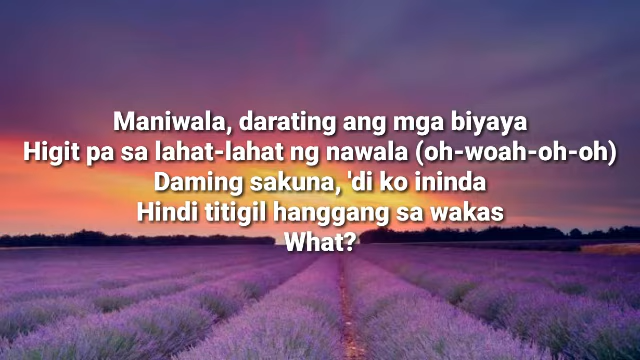 Maniwala, darating ang mga biyaya
Higit pa sa lahat-lahat ng nawala (oh-woah-oh-oh)
Daming sakuna, 'di ko ininda
Hindi titigil hanggang sa wakas
What?